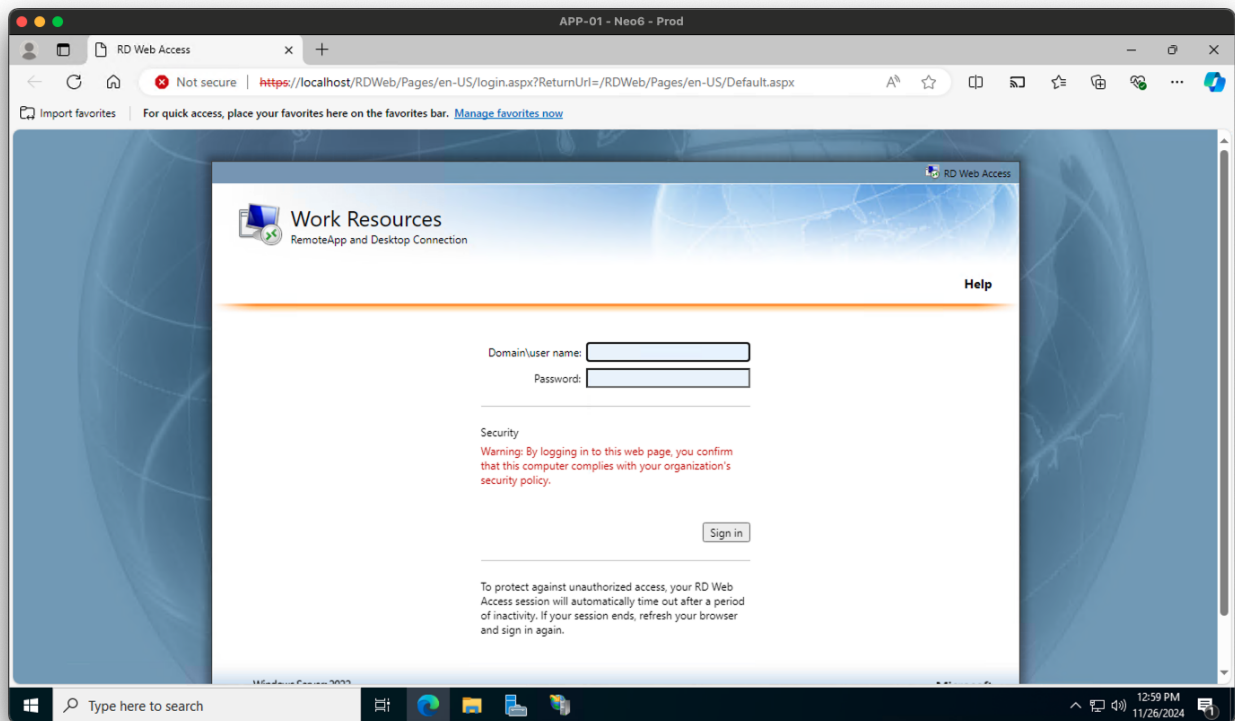 APP-01 - Neo6 - Prod
RD Web Access
Not secure https://localhost/RDWeb/Pages/en-US/login.aspx?ReturnUrl=/RDWeb/Pages/en-US/Default.aspx
Import favorites For quick access, place your favorites here on the favorites bar. Manage favorites now
RD Web Access
Work Resources
RemoteApp and Desktop Connection
Help
Domain\user name:
Password:
Security
Warning: By logging in to this web page, you confirm
that this computer complies with your organization's
security policy.
Sign in
To protect against unauthorized access, your RD Web
Access session will automatically time out after a period
of inactivity. If your session ends, refresh your browser
and sign in again.
Windows Server 2022
Microsoft
Type here to search
12:59 PM
11/26/2024
1